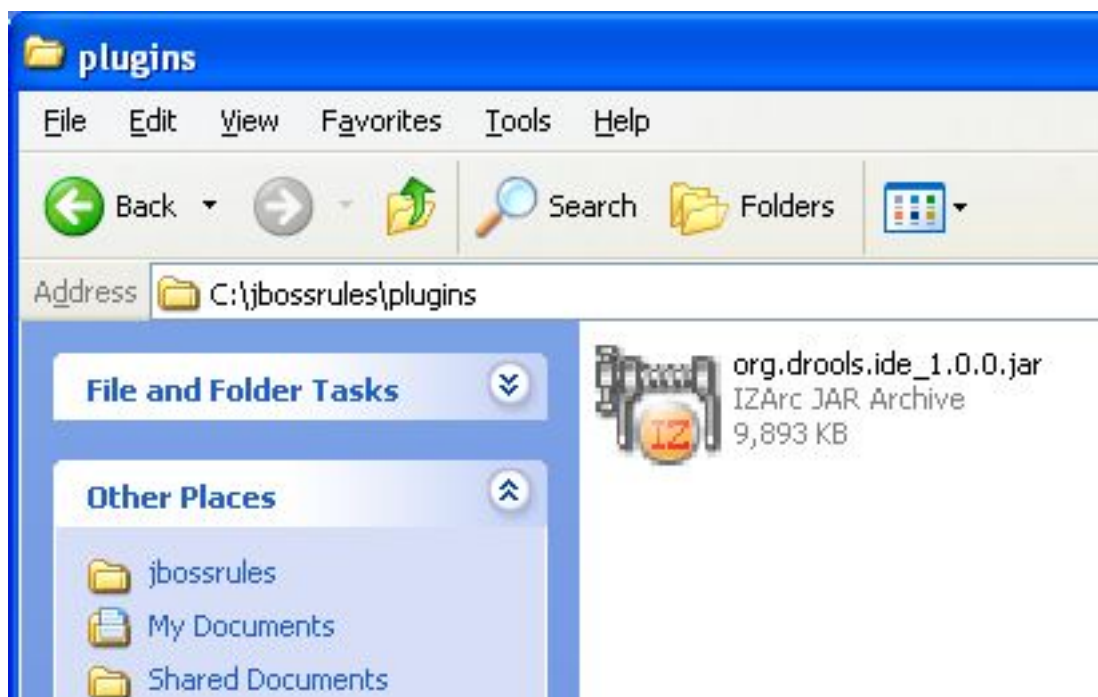 plugins
File Edit View Favorites Tools Help
Back Search Folders
Address C:\jbossrules\plugins
File and Folder Tasks
Other Places
jbossrules
My Documents
Shared Documents
org.drools.ide_1.0.0.jar
IZArc JAR Archive
9,893 KB
IZ